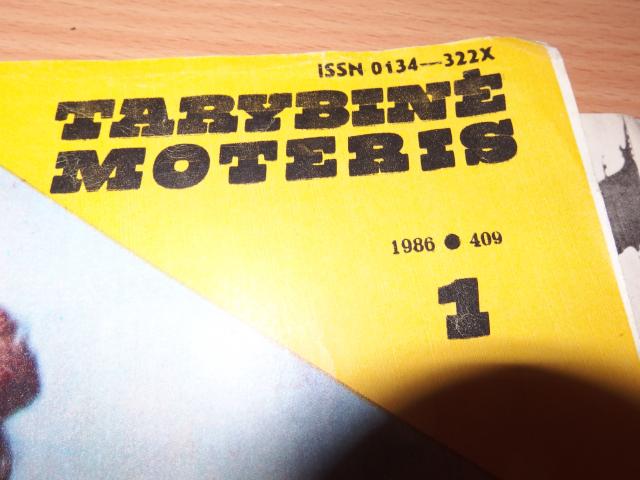 ISSN 0134—322X
TARYBINĖ
MOTERIS
1986 ● 409
1